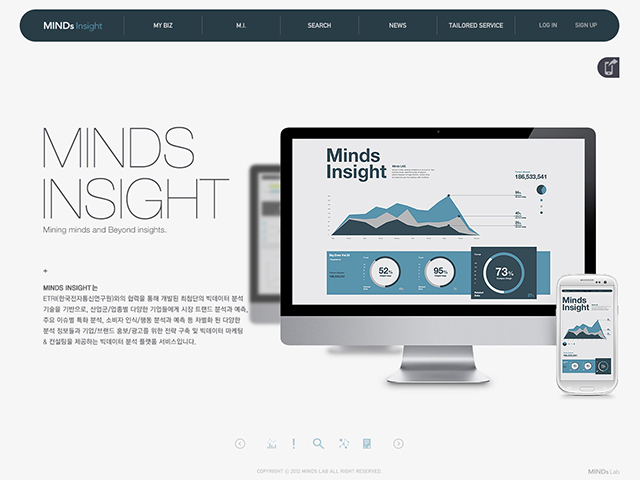 MINDs Insight
MY BIZ
M.I.
SEARCH
NEWS
TAILORED SERVICE
LOG IN
SIGN UP
MINDS
INSIGHT
Mining minds and Beyond insights.
+
MINDS INSIGHT는
ETRI(한국전자통신연구원)와의 협력을 통해 개발된 최첨단의 빅데이터 분석
기술을 기반으로, 산업군/업종별 다양한 기업들에게 시장 트렌드 분석과 예측,
주요 이슈별 특화 분석, 소비자 인식/행동 분석과 예측 등 차별화 된 다양한
분석 정보들과 기업/브랜드 홍보/광고를 위한 전략 구축 및 빅데이터 마케팅
& 컨설팅을 제공하는 빅데이터 분석 플랫폼 서비스입니다.
Minds
Insight
Minds LAB
186,533,541
52%
95%
73%
Minds
Insight
COPYRIGHT ⓒ 2012 MINDS LAB ALL RIGHT RESERVED.
MINDs Lab.